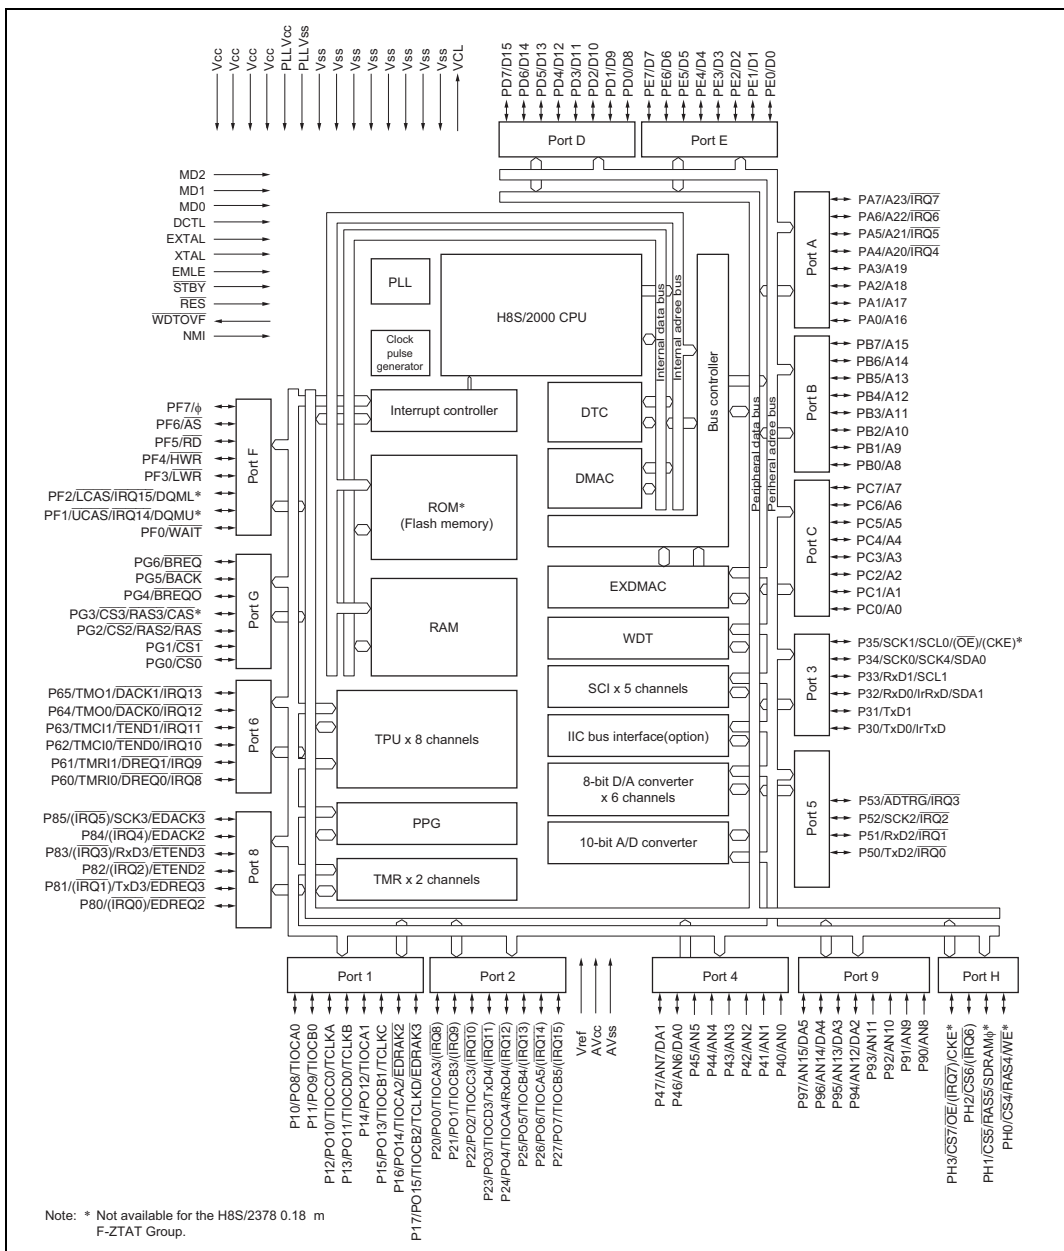 Vcc
Vcc
Vcc
Vcc
PLLVcc
PLLVss
Vss
Vss
Vss
Vss
Vss
Vss
Vss
Vss
VCL
PD7/D15
PD6/D14
PD5/D13
PD4/D12
PD3/D11
PD2/D10
PD1/D9
PD0/D8
PE7/D7
PE6/D6
PE5/D5
PE4/D4
PE3/D3
PE2/D2
PE1/D1
PE0/D0
Port D
Port E
MD2
MD1
MD0
DCTL
EXTAL
XTAL
EMLE
STBY
RES
WDTOVF
NMI
PLL
Clock
pulse
generator
H8S/2000 CPU
Interrupt controller
DTC
DMAC
ROM*
(Flash memory)
RAM
Internal data bus
Internal adree bus
Bus controller
Peripheral data bus
Periheral adree bus
EXDMAC
WDT
SCI x 5 channels
IIC bus interface(option)
8-bit D/A converter
x 6 channels
10-bit A/D converter
TPU x 8 channels
PPG
TMR x 2 channels
Port A
PA7/A23/IRQ7
PA6/A22/IRQ6
PA5/A21/IRQ5
PA4/A20/IRQ4
PA3/A19
PA2/A18
PA1/A17
PA0/A16
Port B
PB7/A15
PB6/A14
PB5/A13
PB4/A12
PB3/A11
PB2/A10
PB1/A9
PB0/A8
Port C
PC7/A7
PC6/A6
PC5/A5
PC4/A4
PC3/A3
PC2/A2
PC1/A1
PC0/A0
Port 3
P35/SCK1/SCL0/(OE)/(CKE)*
P34/SCK0/SCK4/SDA0
P33/RxD1/SCL1
P32/RxD0/IrRxD/SDA1
P31/TxD1
P30/TxD0/IrTxD
Port 5
P53/ADTRG/IRQ3
P52/SCK2/IRQ2
P51/RxD2/IRQ1
P50/TxD2/IRQ0
PF7/ϕ
PF6/AS
PF5/RD
PF4/HWR
PF3/LWR
PF2/LCAS/IRQ15/DQML*
PF1/UCAS/IRQ14/DQMU*
PF0/WAIT
Port F
PG6/BREQ
PG5/BACK
PG4/BREQO
PG3/CS3/RAS3/CAS*
PG2/CS2/RAS2/RAS
PG1/CS1
PG0/CS0
Port G
P65/TMO1/DACK1/IRQ13
P64/TMO0/DACK0/IRQ12
P63/TMCI1/TEND1/IRQ11
P62/TMCI0/TEND0/IRQ10
P61/TMRI1/DREQ1/IRQ9
P60/TMRI0/DREQ0/IRQ8
Port 6
P85/(IRQ5)/SCK3/EDACK3
P84/(IRQ4)/EDACK2
P83/(IRQ3)/RxD3/ETEND3
P82/(IRQ2)/ETEND2
P81/(IRQ1)/TxD3/EDREQ3
P80/(IRQ0)/EDREQ2
Port 8
Port 1
Port 2
Port 4
Port 9
Port H
P10/PO8/TIOCA0
P11/PO9/TIOCB0
P12/PO10/TIOCC0/TCLKA
P13/PO11/TIOCD0/TCLKB
P14/PO12/TIOCA1
P15/PO13/TIOCB1/TCLKC
P16/PO14/TIOCA2/EDRAK2
P17/PO15/TIOCB2/TCLKD/EDRAK3
P20/PO0/TIOCA3/(IRQ8)
P21/PO1/TIOCB3/(IRQ9)
P22/PO2/TIOCC3/(IRQ10)
P23/PO3/TIOCD3/TxD4/(IRQ11)
P24/PO4/TIOCA4/RxD4/(IRQ12)
P25/PO5/TIOCB4/(IRQ13)
P26/PO6/TIOCA5/(IRQ14)
P27/PO7/TIOCB5/(IRQ15)
Vref
AVcc
AVss
P47/AN7/DA1
P46/AN6/DA0
P45/AN5
P44/AN4
P43/AN3
P42/AN2
P41/AN1
P40/AN0
P97/AN15/DA5
P96/AN14/DA4
P95/AN13/DA3
P94/AN12/DA2
P93/AN11
P92/AN10
P91/AN9
P90/AN8
PH3/CS7/OE/(IRQ7)/CKE*
PH2/CS6/(IRQ6)
PH1/CS5/RAS5/SDRAMϕ*
PH0/CS4/RAS4/WE*
Note: * Not available for the H8S/2378 0.18 m
F-ZTAT Group.